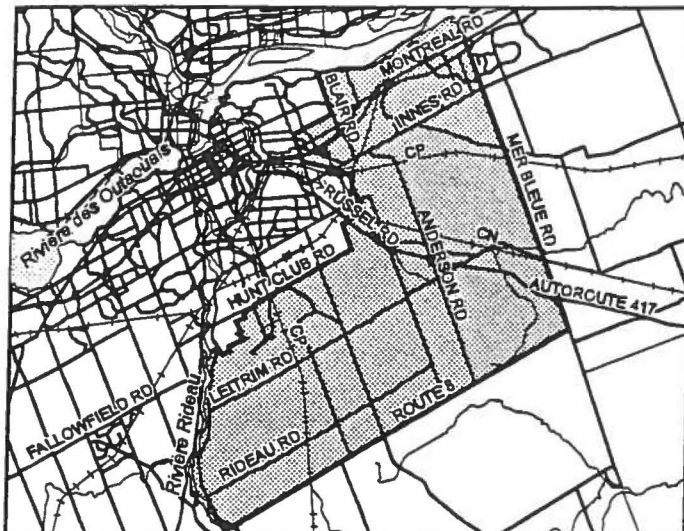 MONTREAL RD
BLAIR RD
INNES RD
CP
MER BLEUE RD
Rivière des Outaouais
RUSSEL RD
ANDERSON RD
CN
HUNT CLUB RD
AUTOROUTE 417
CP
LEITRIM RD
ROUTE 8
FALLOWFIELD RD
Rivière Rideau
RIDEAU RD